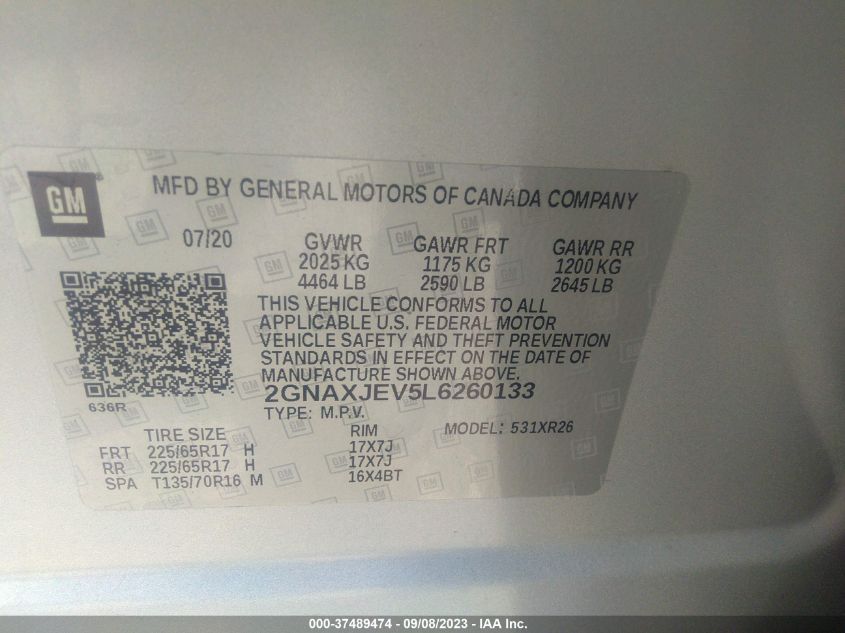 GM
MFD BY GENERAL MOTORS OF CANADA COMPANY
07/20 GVWR GAWR FRT GAWR RR
2025 KG 1175 KG 1200 KG
4464 LB 2590 LB 2645 LB
THIS VEHICLE CONFORMS TO ALL
APPLICABLE U.S. FEDERAL MOTOR
VEHICLE SAFETY AND THEFT PREVENTION
STANDARDS IN EFFECT ON THE DATE OF
MANUFACTURE SHOWN ABOVE.
2GNAXJEV5L6260133
636R
TYPE: M.P.V.
TIRE SIZE RIM MODEL: 531XR26
FRT 225/65R17 H 17X7J
RR 225/65R17 H 17X7J
SPA T135/70R16 M 16X4BT
000-37489474 - 09/08/2023 - IAA Inc.